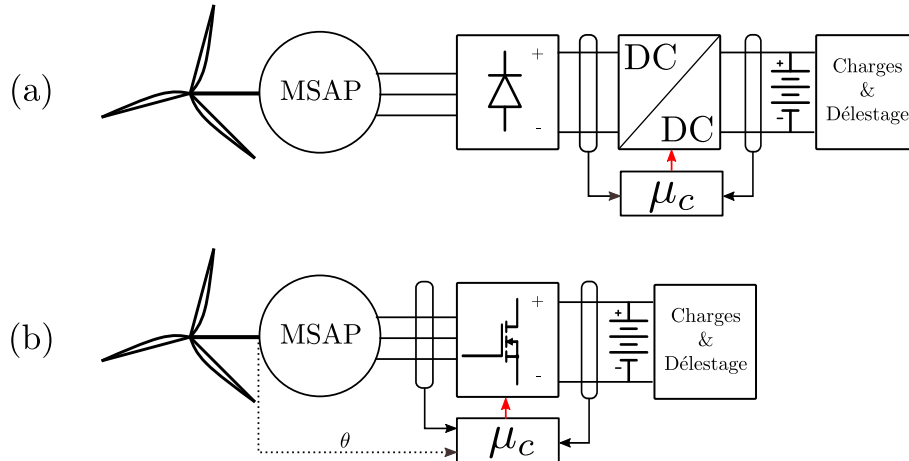 (a)
MSAP
+
-
DC
DC
+
-
Charges
&
Délestage
μc
(b)
MSAP
+
-
+
-
Charges
&
Délestage
θ
μc